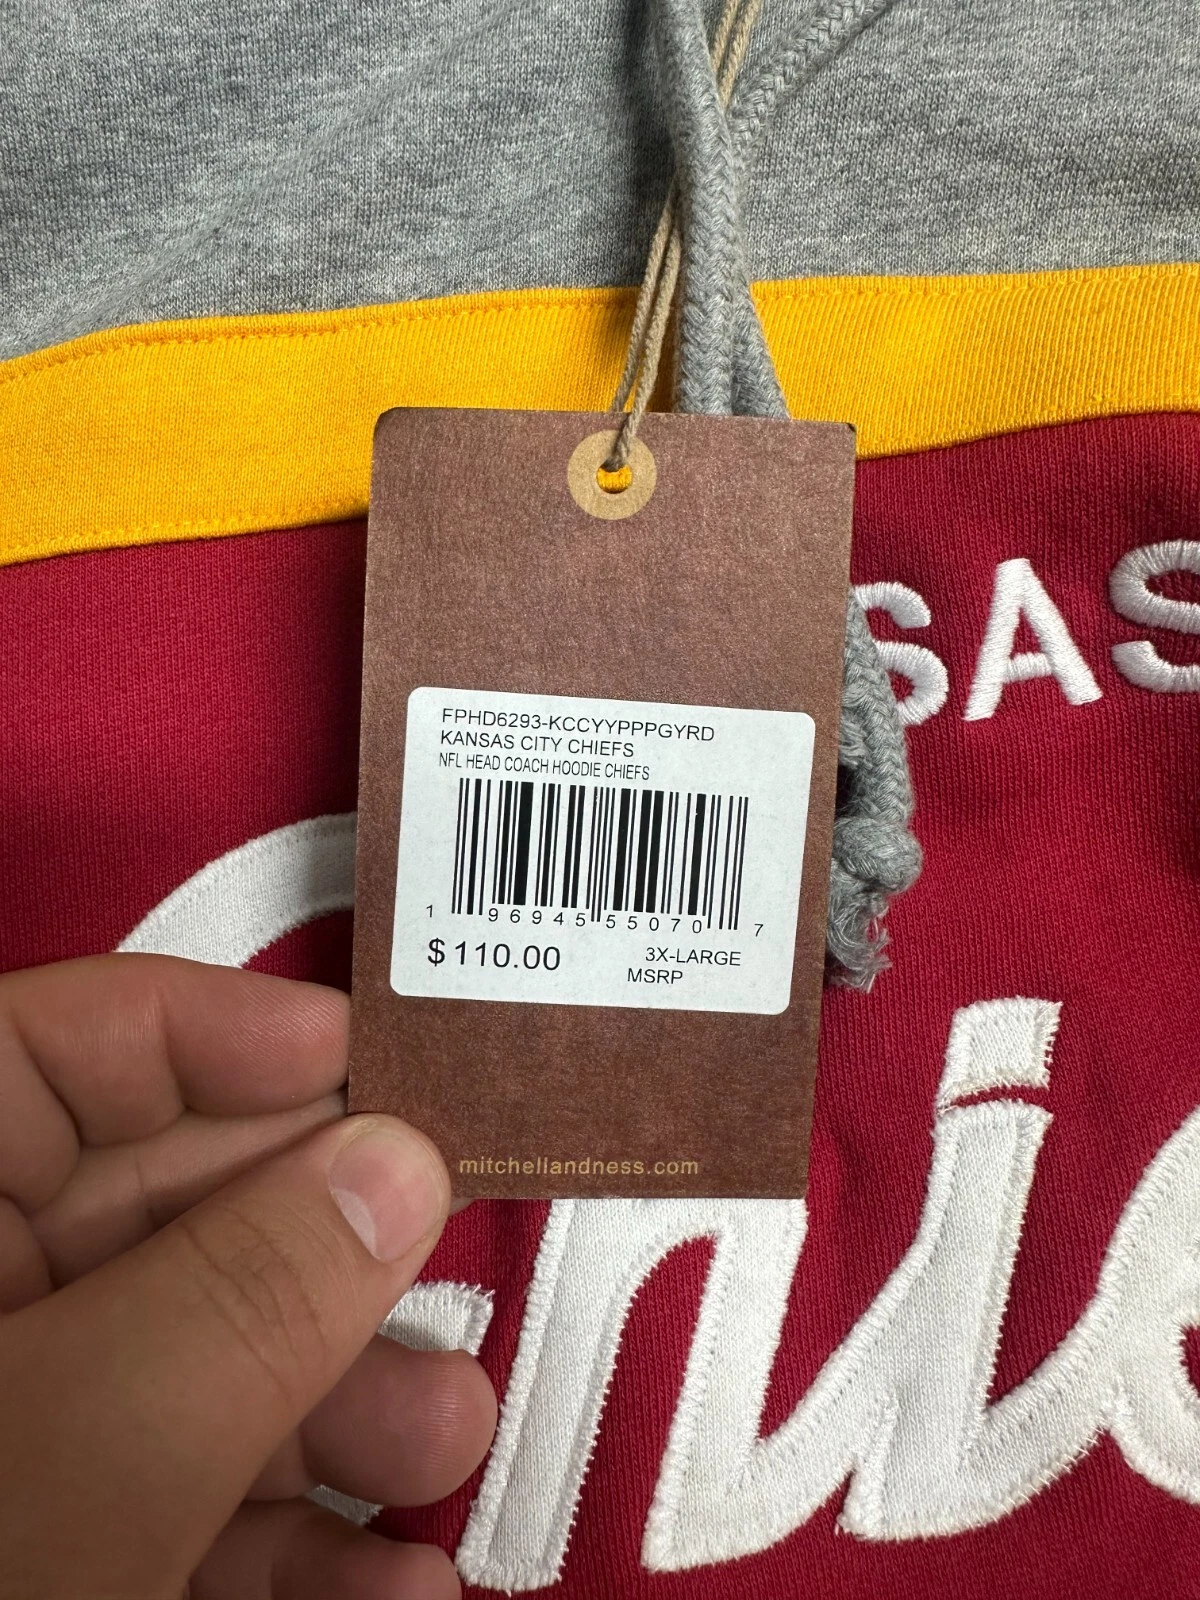 SAS
FPHD6293-KCCYYPPPGYRD
KANSAS CITY CHIEFS
NFL HEAD COACH HOODIE CHIEFS
1 96945 55070 7
$110.00 3X-LARGE
MSRP
mitchellandness.com
Chie